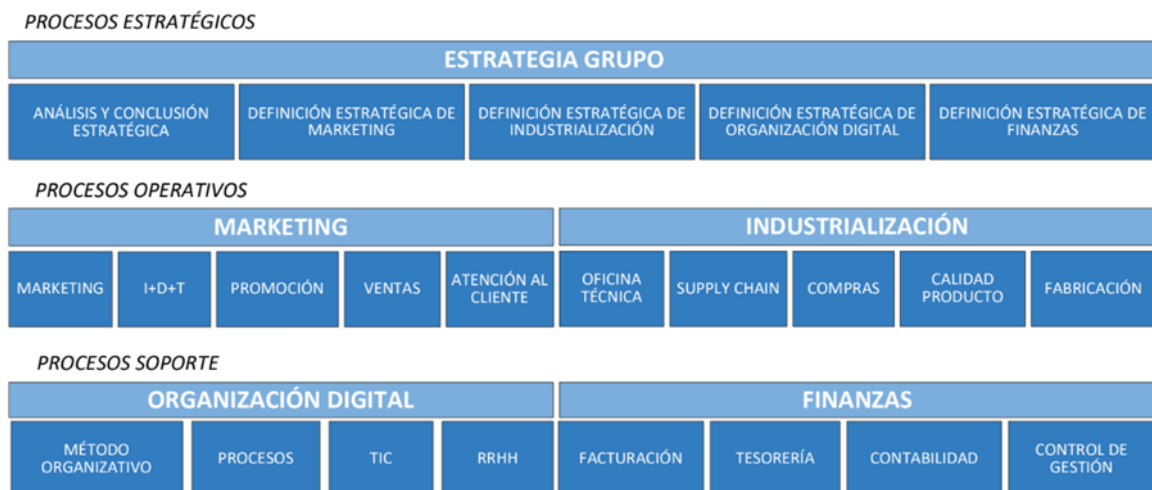 PROCESOS ESTRATÉGICOS
ESTRATEGIA GRUPO
ANÁLISIS Y CONCLUSIÓN
ESTRATÉGICA
DEFINICIÓN ESTRATÉGICA DE
MARKETING
DEFINICIÓN ESTRATÉGICA DE
INDUSTRIALIZACIÓN
DEFINICIÓN ESTRATÉGICA DE
ORGANIZACIÓN DIGITAL
DEFINICIÓN ESTRATÉGICA DE
FINANZAS
PROCESOS OPERATIVOS
MARKETING
INDUSTRIALIZACIÓN
MARKETING
I+D+T
PROMOCIÓN
VENTAS
ATENCIÓN AL
CLIENTE
OFICINA
TÉCNICA
SUPPLY CHAIN
COMPRAS
CALIDAD
PRODUCTO
FABRICACIÓN
PROCESOS SOPORTE
ORGANIZACIÓN DIGITAL
FINANZAS
MÉTODO
ORGANIZATIVO
PROCESOS
TIC
RRHH
FACTURACIÓN
TESORERÍA
CONTABILIDAD
CONTROL DE
GESTIÓN